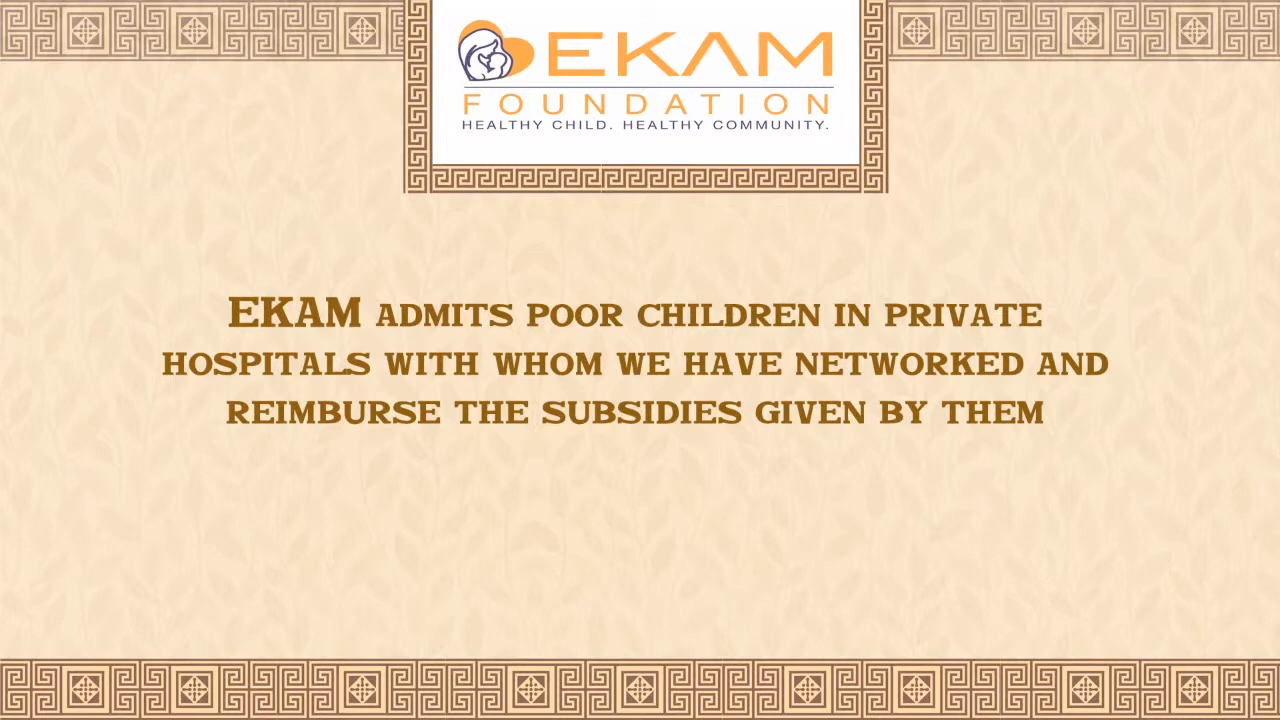 EKAM
FOUNDATION
HEALTHY CHILD. HEALTHY COMMUNITY.
EKAM ADMITS POOR CHILDREN IN PRIVATE
HOSPITALS WITH WHOM WE HAVE NETWORKED AND
REIMBURSE THE SUBSIDIES GIVEN BY THEM